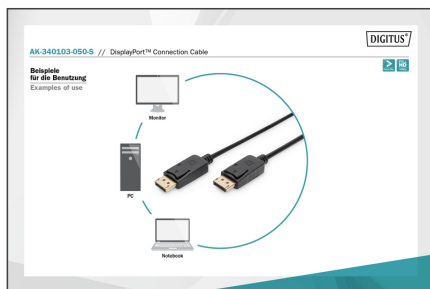 DIGITUS®
AK-340103-050-S // DisplayPort™ Connection Cable
Beispiele
für die Benutzung
Examples of use
Monitor
PC
Notebook